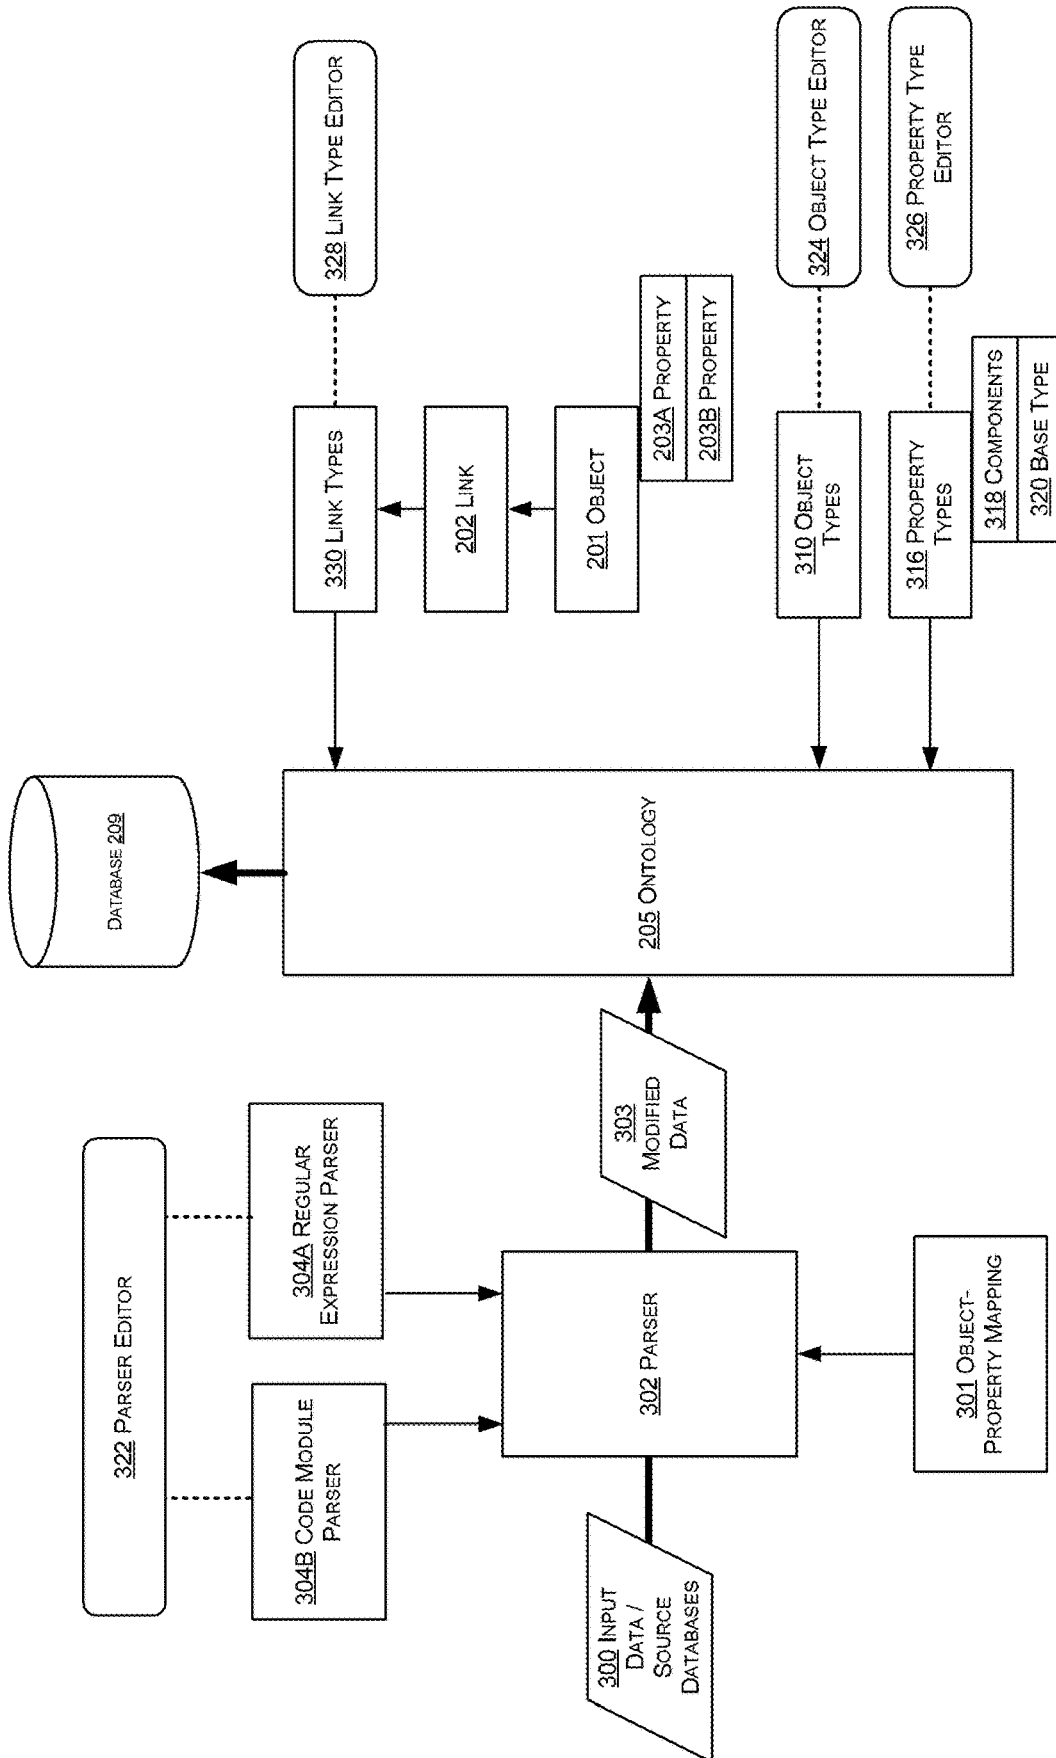 322 PARSER EDITOR
DATABASE 209
328 LINK TYPE EDITOR
304B CODE MODULE
PARSER
304A REGULAR
EXPRESSION PARSER
330 LINK TYPES
202 LINK
201 OBJECT
203A PROPERTY
203B PROPERTY
300 INPUT
DATA /
SOURCE
DATABASES
302 PARSER
303
MODIFIED
DATA
205 ONTOLOGY
310 OBJECT
TYPES
324 OBJECT TYPE EDITOR
316 PROPERTY
TYPES
326 PROPERTY TYPE
EDITOR
318 COMPONENTS
320 BASE TYPE
301 OBJECT-
PROPERTY MAPPING